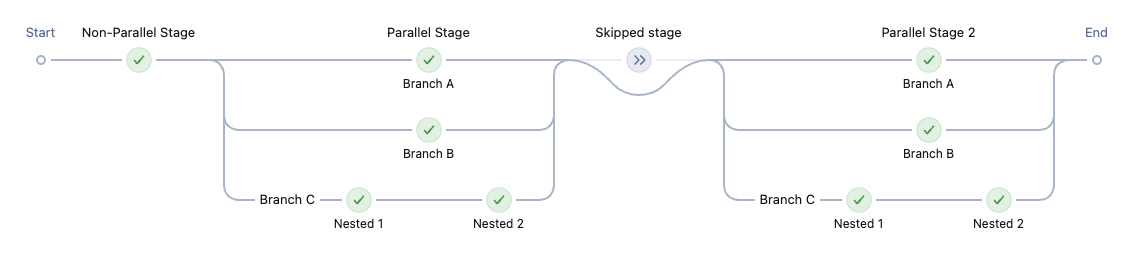 Start
Non-Parallel Stage
Parallel Stage
Skipped stage
Parallel Stage 2
End
Branch A
Branch A
Branch B
Branch B
Branch C
Branch C
Nested 1
Nested 2
Nested 1
Nested 2